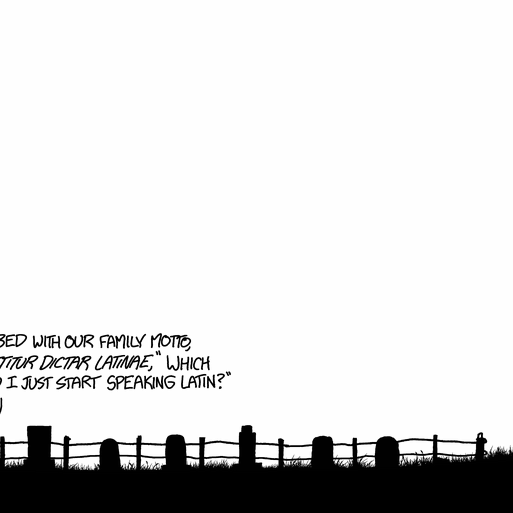 BED WITH OUR FAMILY MOTTO,
TITUR DICTAR LATINAE," WHICH
I JUST START SPEAKING LATIN?"